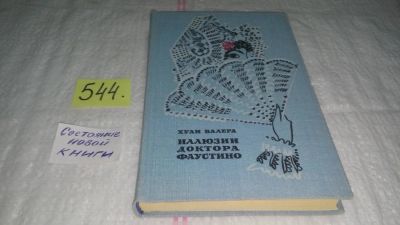 544.
Состояние
новой
книги
ХУАН ВАЛЕРА
ИЛЛЮЗИИ
ДОКТОРА
ФАУСТИНО